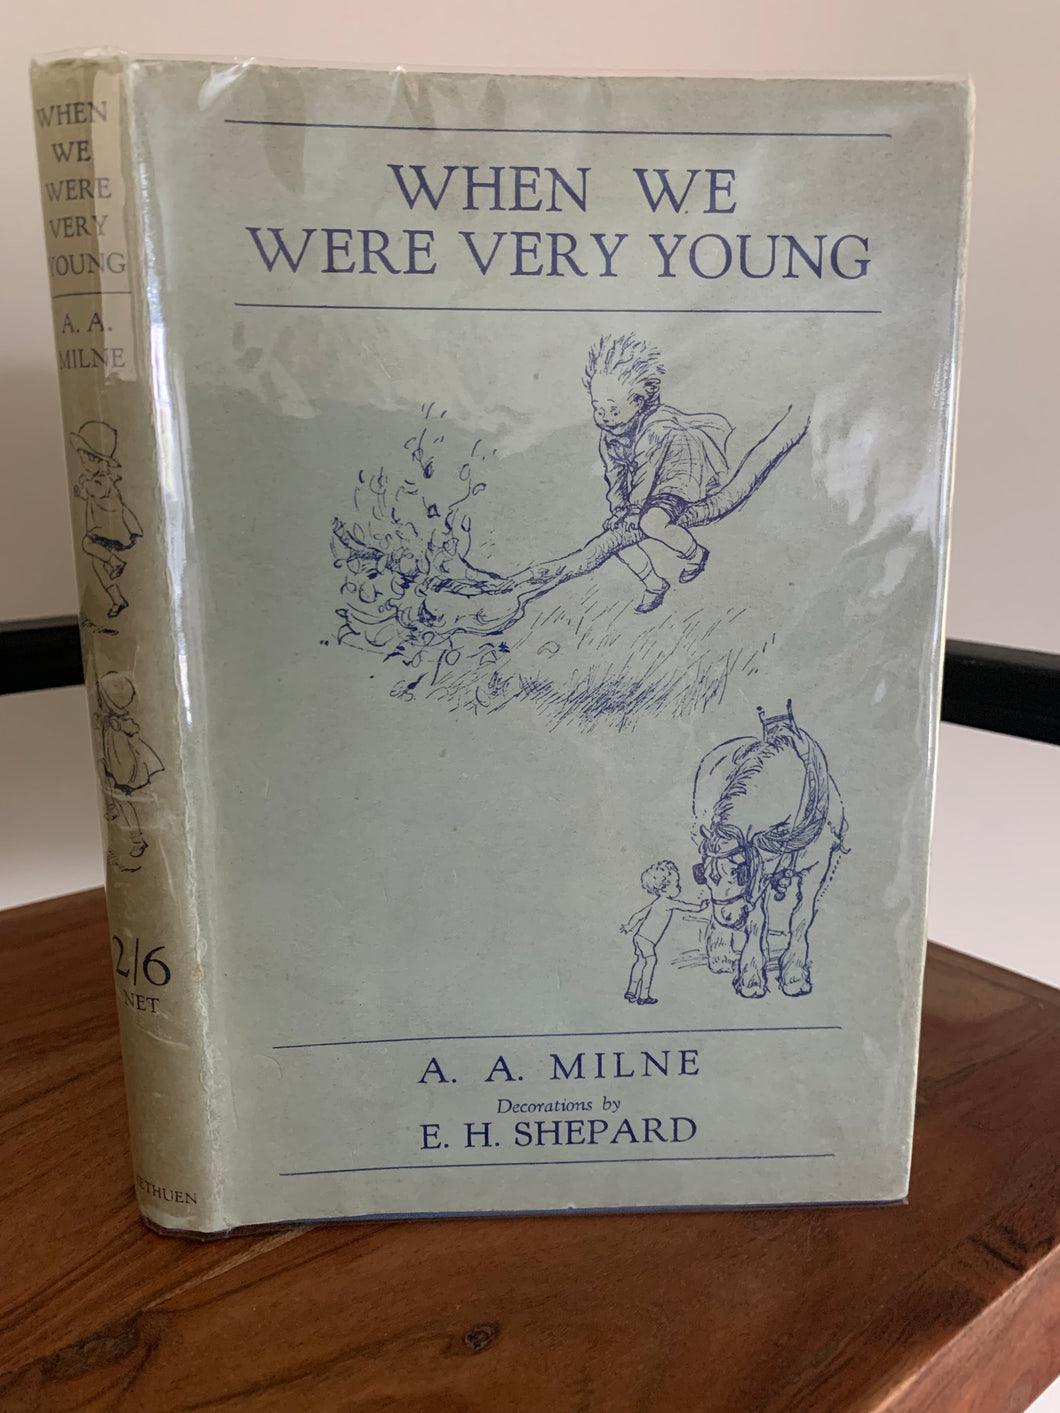 WHEN
WE
WERE
VERY
YOUNG
A. A.
MILNE
2/6
NET
ETHUEN
WHEN WE
WERE VERY YOUNG
A. A. MILNE
Decorations by
E. H. SHEPARD